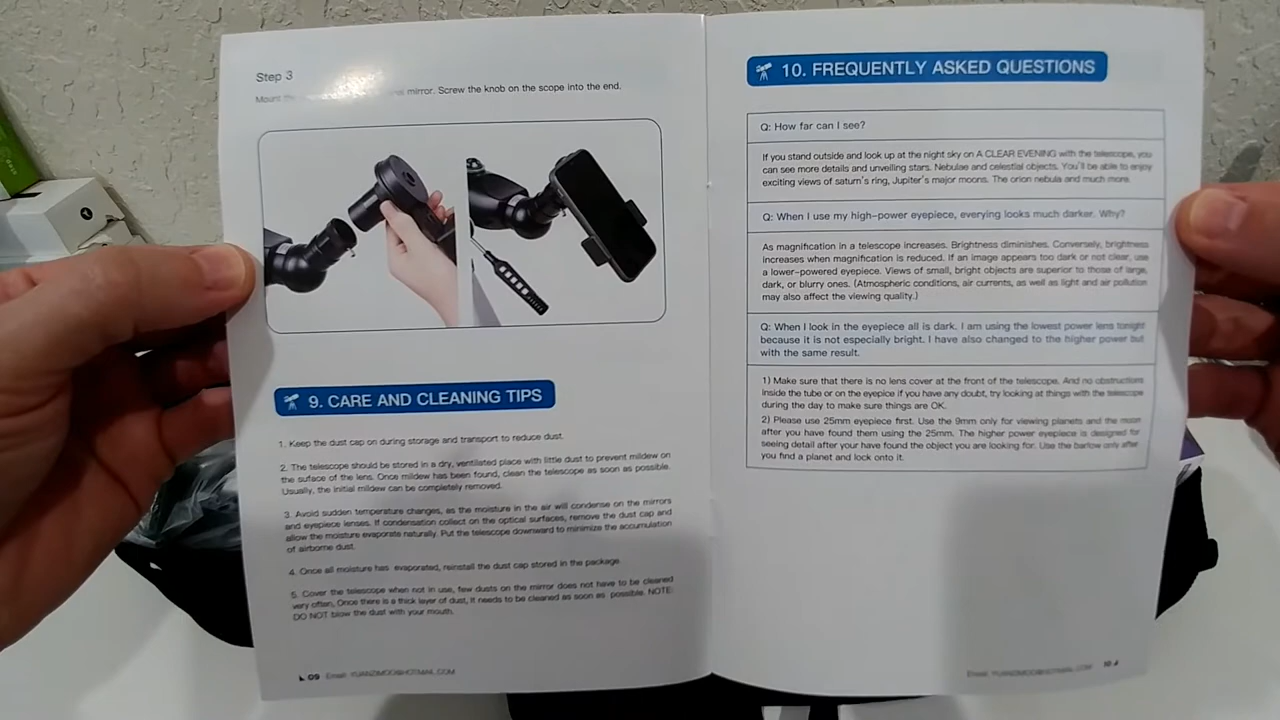 Step 3
Mount mirror. Screw the knob on the scope into the end.
9. CARE AND CLEANING TIPS
1. Keep the dust cap on during storage and transport to reduce dust.
2. The telescope should be stored in a dry, ventilated place with little dust to prevent mildew on
the suface of the lens. Once mildew has been found, clean the telescope as soon as possible.
Usually, the initial mildew can be completely removed.
3. Avoid sudden temperature changes, as the moisture in the air will condense on the mirrors
and eyepiece lenses. If condensation collect on the optical surfaces, remove the dust cap and
allow the moisture evaporate naturally. Put the telescope downward to minimize the accumulation
of airborne dust.
4. Once all moisture has evaporated, reinstall the dust cap stored in the package.
5. Cover the telescope when not in use, few dusts on the mirror does not have to be cleaned
very often, Once there is a thick layer of dust, it needs to be cleaned as soon as possible. NOTE:
DO NOT blow the dust with your mouth.
09 Email:
10. FREQUENTLY ASKED QUESTIONS
Q: How far can I see?
If you stand outside and look up at the night sky on A CLEAR EVENING with the telescope, you
can see more details and unveiling stars. Nebulae and celestial objects. You'll be able to enjoy
exciting views of saturn's ring, Jupiter's major moons. The orion nebula and much more.
Q: When I use my high-power eyepiece, everying looks much darker. Why?
As magnification in a telescope increases. Brightness diminishes. Conversely, brightness
increases when magnification is reduced. If an image appears too dark or not clear, use
a lower-powered eyepiece. Views of small, bright objects are superior to those of large,
dark, or blurry ones. (Atmospheric conditions, air currents, as well as light and air pollution
may also affect the viewing quality.)
Q: When I look in the eyepiece all is dark. I am using the lowest power lens tonight
because it is not especially bright. I have also changed to the higher power but
with the same result.
1) Make sure that there is no lens cover at the front of the telescope. And no obstructions
inside the tube or on the eyepice if you have any doubt, try looking at things with the telescope
during the day to make sure things are OK.
2) Please use 25mm eyepiece first. Use the 9mm only for viewing planets and the moon
after you have found them using the 25mm. The higher power eyepiece is designed for
seeing detail after your have found the object you are looking for. Use the barlow only after
you find a planet and lock onto it.
Email: